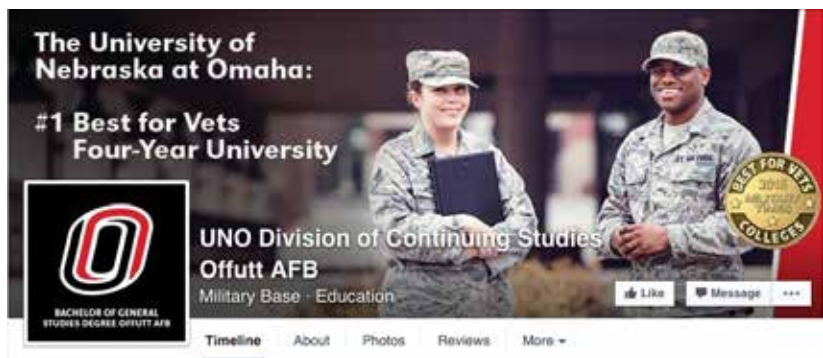 The University of
Nebraska at Omaha:
#1 Best for Vets
Four-Year University
BEST FOR VETS
COLLEGES
BACHELOR OF GENERAL
STUDIES DEGREE OFFUTT AFB
UNO Division of Continuing Studies
Offutt AFB
Military Base · Education
Like
Message
Timeline
About
Photos
Reviews
More